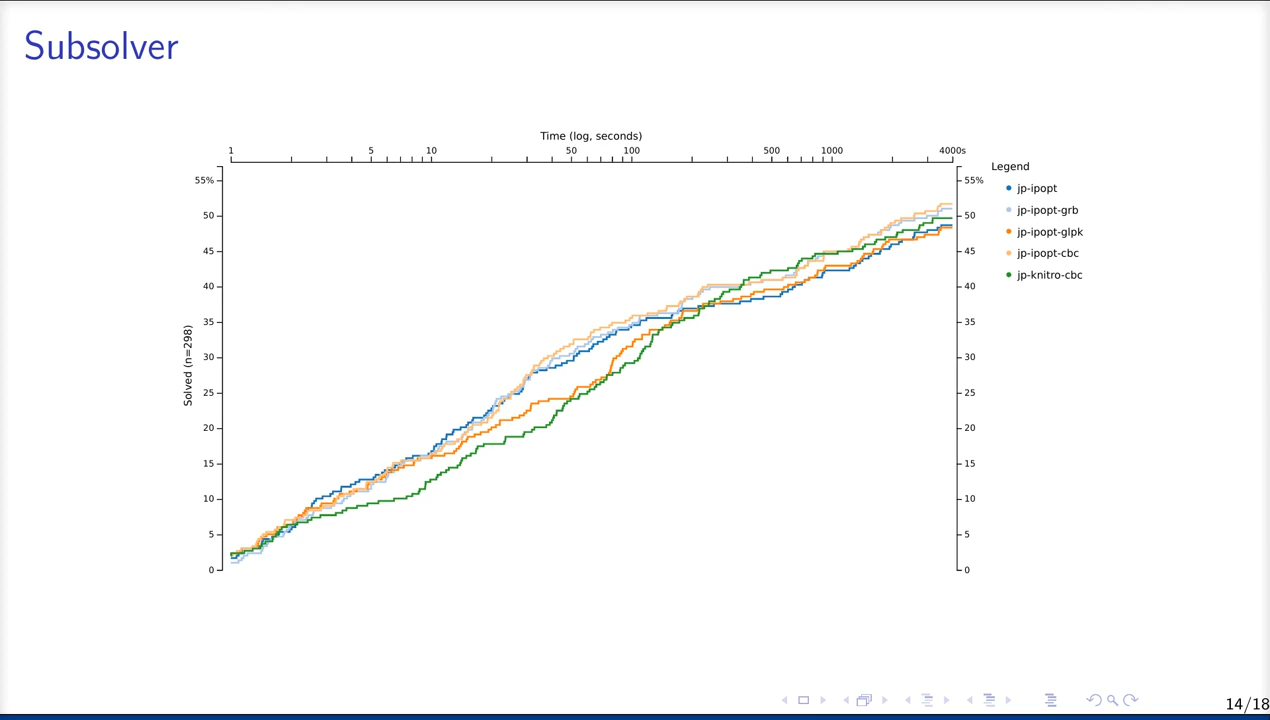 Subsolver
Time (log, seconds)
1 5 10 50 100 500 1000 4000s
Legend
55% 55%
jp-ipopt
50 50
jp-ipopt-grb
jp-ipopt-glpk
45 45
jp-ipopt-cbc
jp-knitro-cbc
40 40
35 35
Solved (n=298)
30 30
25 25
20 20
15 15
10 10
5 5
0 0
14/18